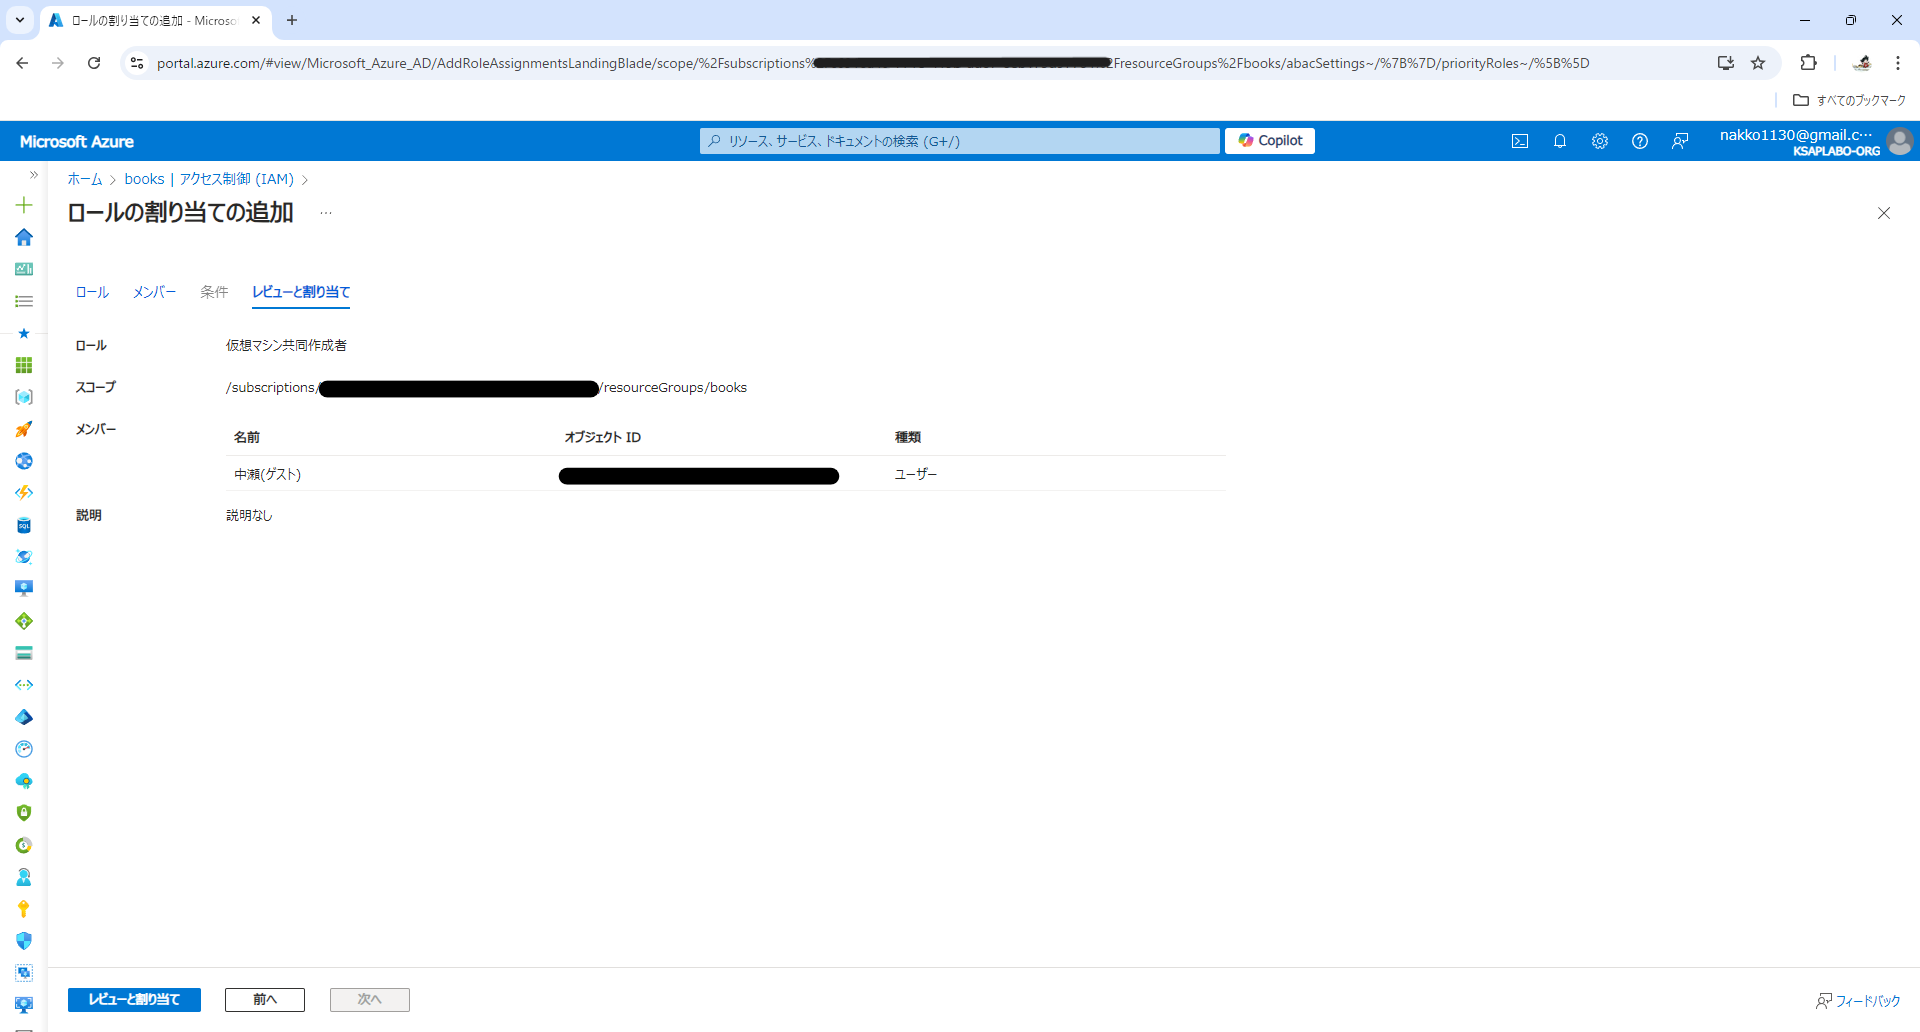 ロールの割り当ての追加 - Microso
portal.azure.com/#view/Microsoft_Azure_AD/AddRoleAssignmentsLandingBlade/scope/%2Fsubscriptions% 2FresourceGroups%2Fbooks/abacSettings~/%7B%7D/priorityRoles~/%5B%5D
すべてのブックマーク
Microsoft Azure
リソース、サービス、ドキュメントの検索 (G+/)
Copilot
nakko1130@gmail.c…
KSAPLABO-ORG
ホーム > books | アクセス制御 (IAM) >
ロールの割り当ての追加 …
ロール メンバー 条件 レビューと割り当て
ロール 仮想マシン共同作成者
スコープ /subscriptions/ /resourceGroups/books
メンバー
名前 オブジェクト ID 種類
中瀬(ゲスト) ユーザー
説明 説明なし
レビューと割り当て 前へ 次へ
フィードバック